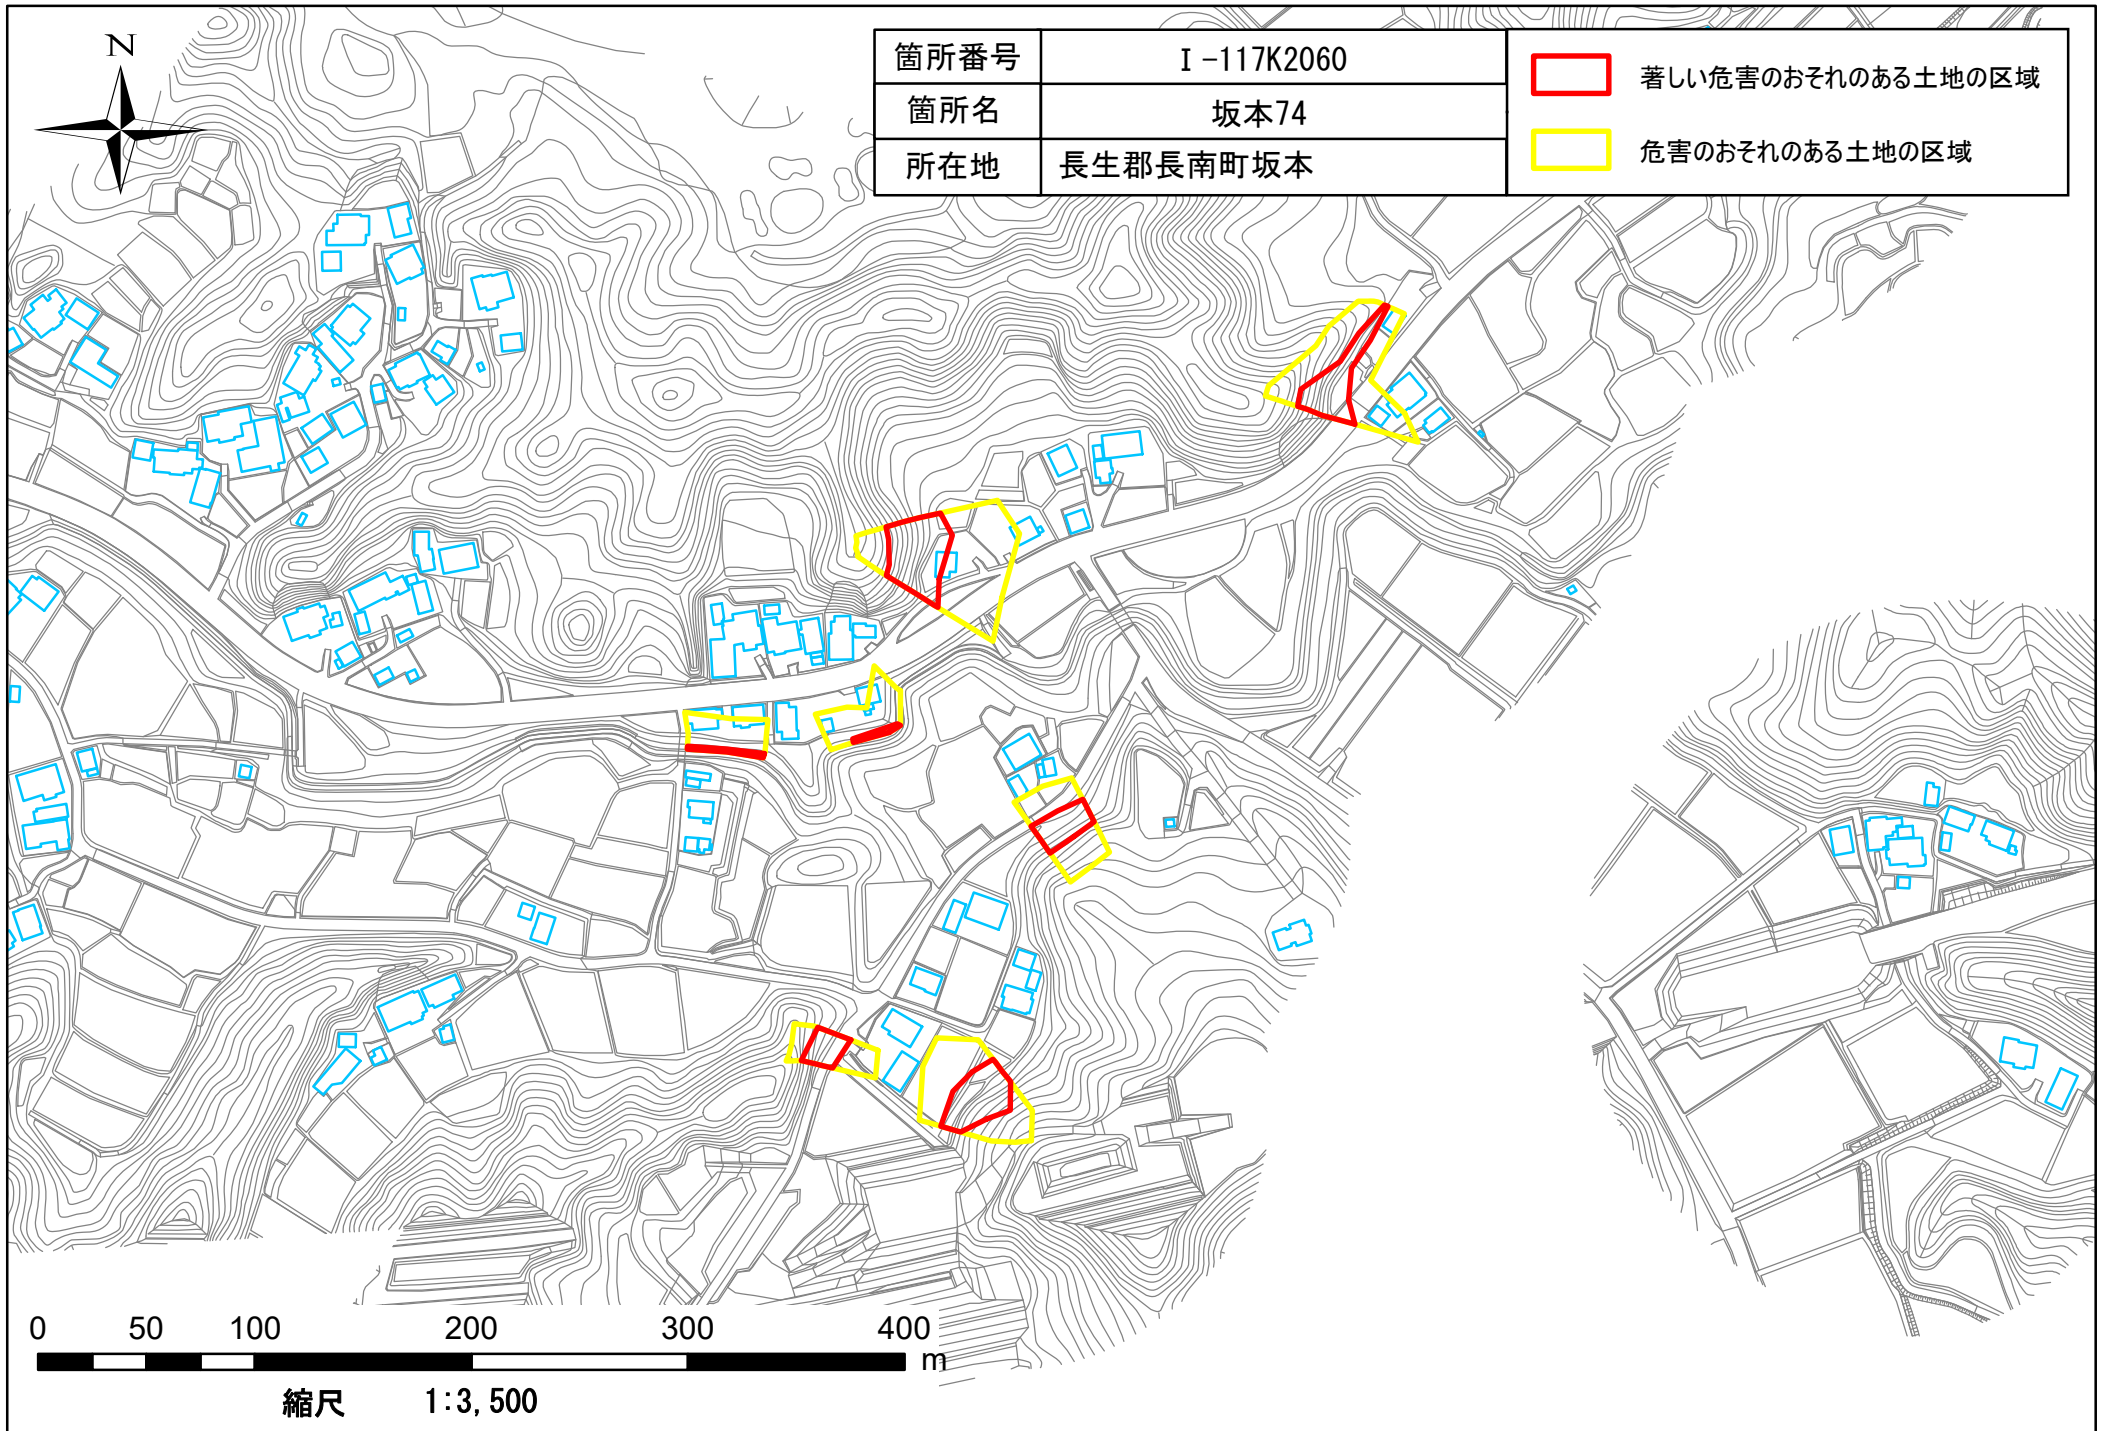 N
箇所番号 Ⅰ-117K2060
箇所名 坂本74
所在地 長生郡長南町坂本
著しい危害のおそれのある土地の区域
危害のおそれのある土地の区域
0 50 100 200 300 400
m
縮尺 1:3,500